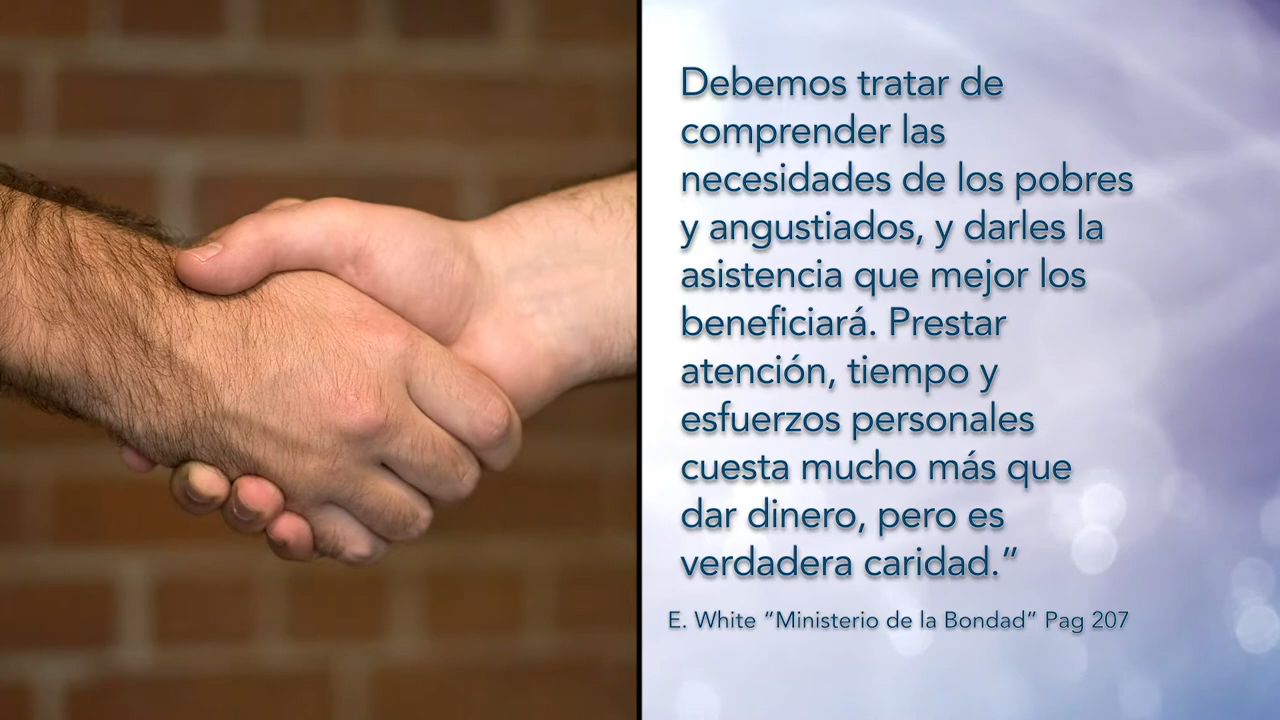 Debemos tratar de
comprender las
necesidades de los pobres
y angustiados, y darles la
asistencia que mejor los
beneficiará. Prestar
atención, tiempo y
esfuerzos personales
cuesta mucho más que
dar dinero, pero es
verdadera caridad.”
E. White “Ministerio de la Bondad” Pag 207